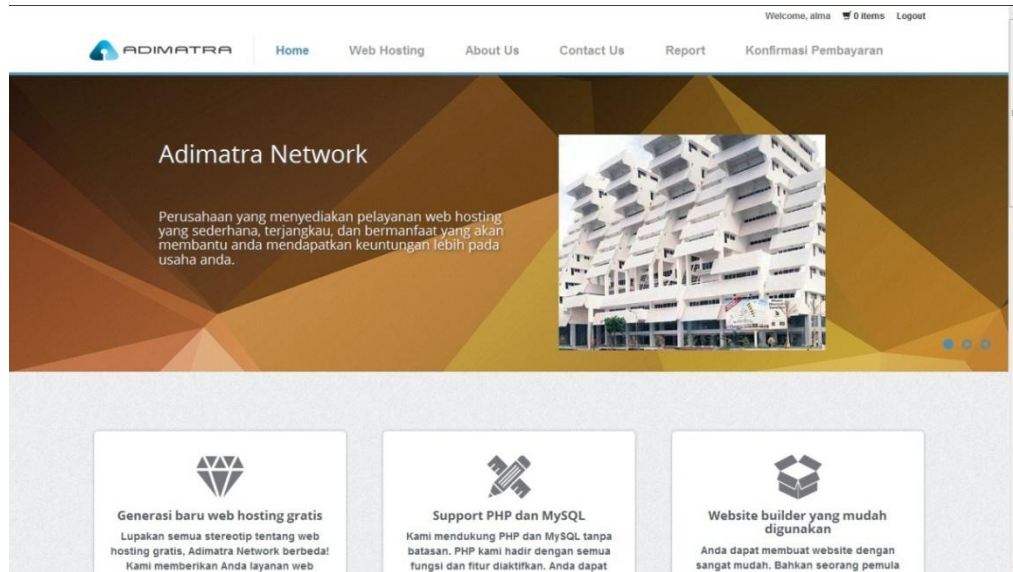 Welcome, alma 0 items Logout
ADIMATRA Home Web Hosting About Us Contact Us Report Konfirmasi Pembayaran
Adimatra Network
Perusahaan yang menyediakan pelayanan web hosting
yang sederhana, terjangkau, dan bermanfaat yang akan
membantu anda mendapatkan keuntungan lebih pada
usaha anda.
Generasi baru web hosting gratis
Lupakan semua stereotip tentang web
hosting gratis, Adimatra Network berbeda!
Kami memberikan Anda layanan web
Support PHP dan MySQL
Kami mendukung PHP dan MySQL tanpa
batasan. PHP kami hadir dengan semua
fungsi dan fitur diaktifkan. Anda dapat
Website builder yang mudah
digunakan
Anda dapat membuat website dengan
sangat mudah. Bahkan seorang pemula